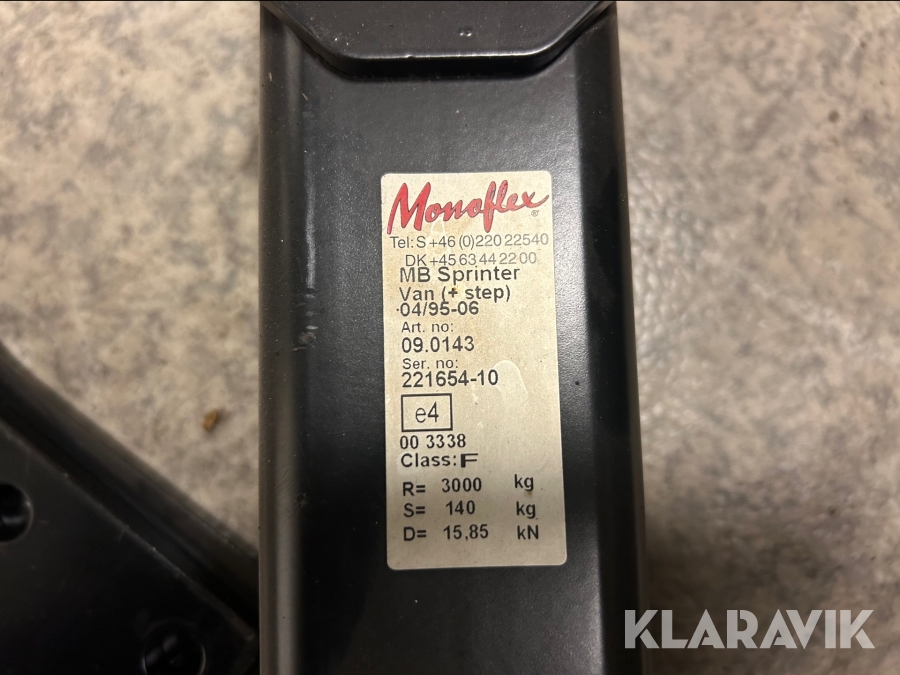 Monoflex®
Tel: S +46 (0)220 22540
DK +45 63 44 22 00
MB Sprinter
Van (+ step)
04/95-06
Art. no:
09.0143
Ser. no:
221654-10
e4
00 3338
Class: F
R= 3000 kg
S= 140 kg
D= 15,85 kN
KLARAVIK